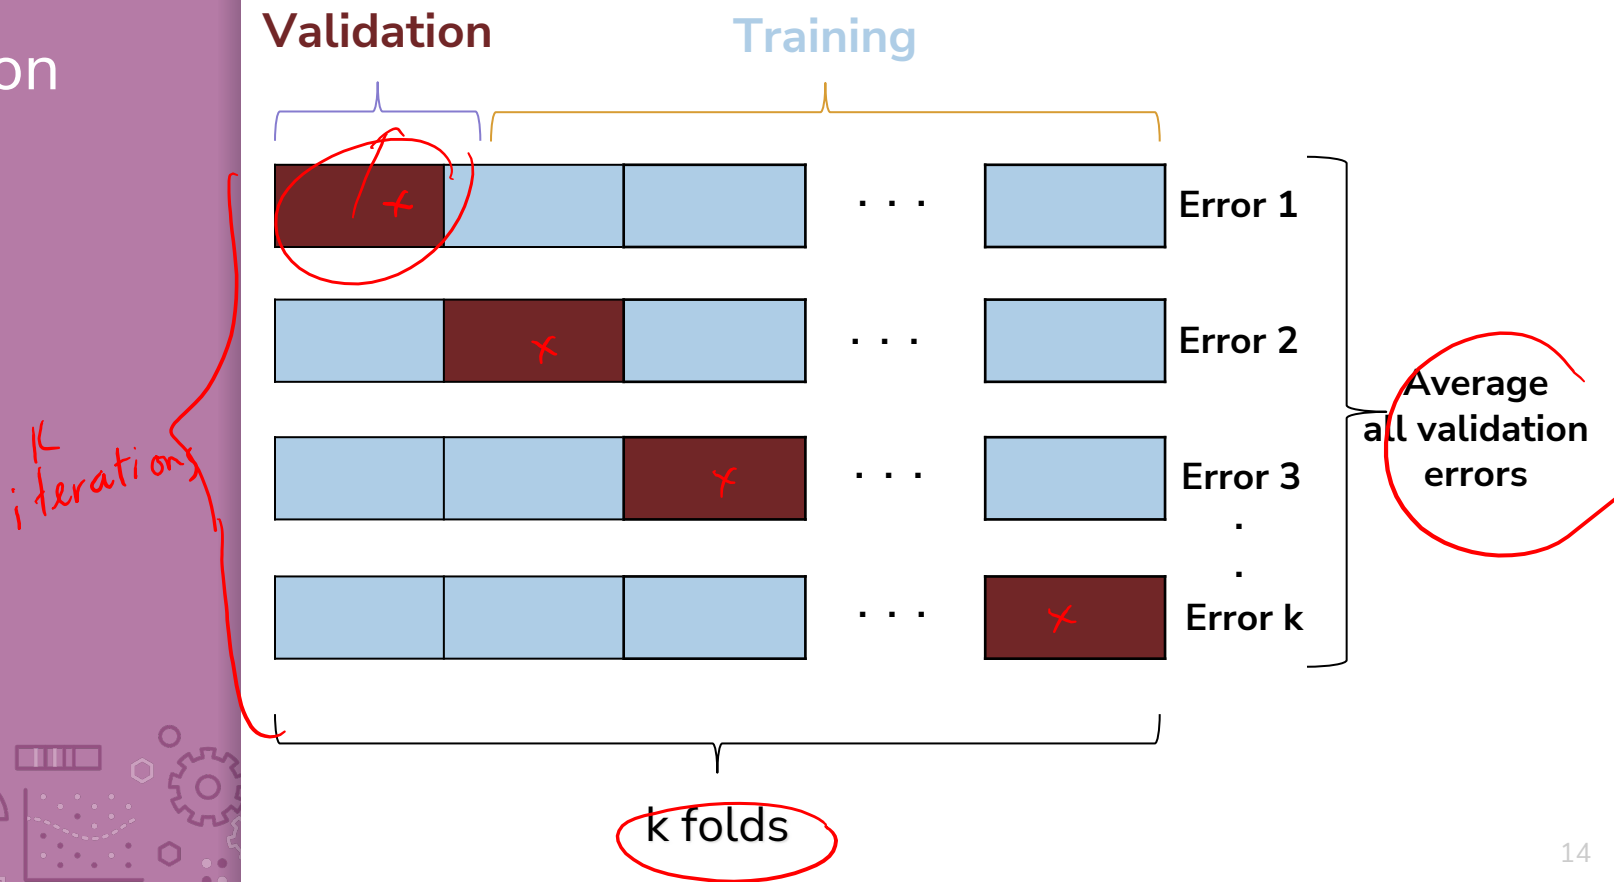 on
Validation
Training
Error 1
Error 2
Error 3
.
.
Error k
Average
all validation
errors
K
iterations
k folds
14